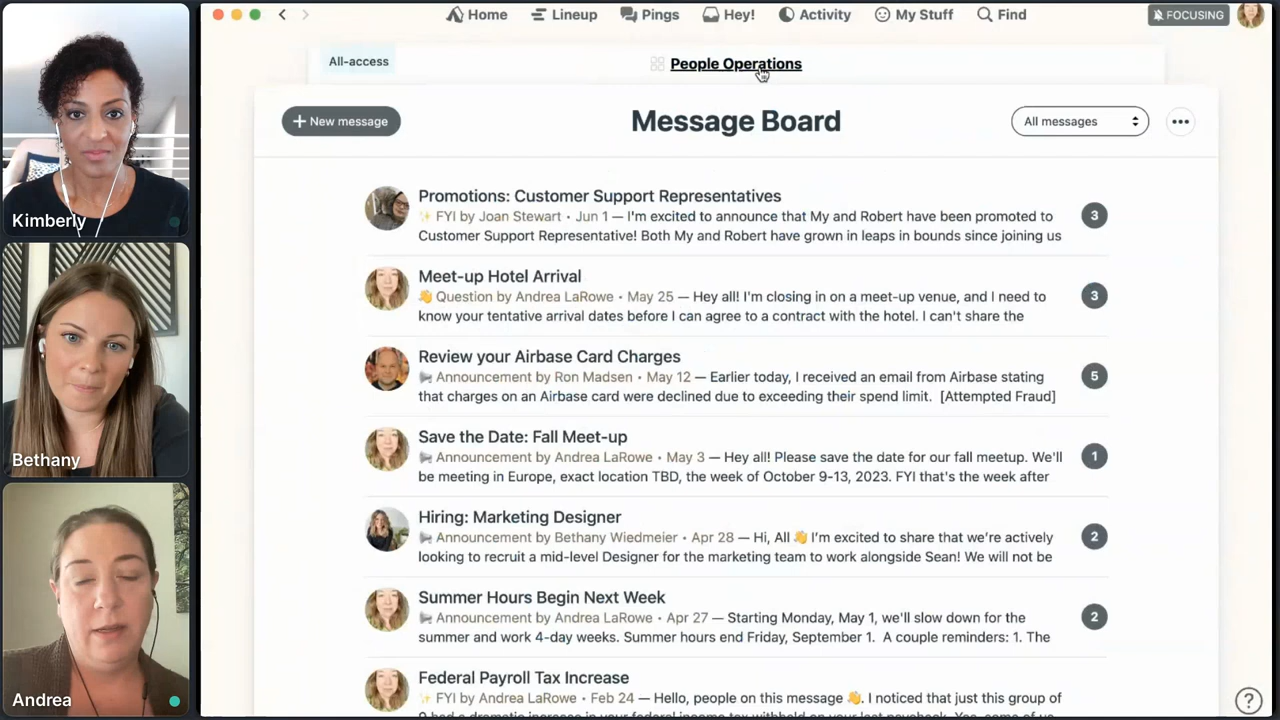 Home
Lineup
Pings
Hey!
Activity
My Stuff
Find
FOCUSING
All-access
People Operations
New message
Message Board
All messages
Promotions: Customer Support Representatives
✨ FYI by Joan Stewart • Jun 1 — I'm excited to announce that My and Robert have been promoted to
Customer Support Representative! Both My and Robert have grown in leaps in bounds since joining us
3
Meet-up Hotel Arrival
👋 Question by Andrea LaRowe • May 25 — Hey all! I'm closing in on a meet-up venue, and I need to
know your tentative arrival dates before I can agree to a contract with the hotel. I can't share the
3
Review your Airbase Card Charges
📢 Announcement by Ron Madsen • May 12 — Earlier today, I received an email from Airbase stating
that charges on an Airbase card were declined due to exceeding their spend limit. [Attempted Fraud]
5
Save the Date: Fall Meet-up
📢 Announcement by Andrea LaRowe • May 3 — Hey all! Please save the date for our fall meetup. We'll
be meeting in Europe, exact location TBD, the week of October 9-13, 2023. FYI that's the week after
1
Hiring: Marketing Designer
📢 Announcement by Bethany Wiedmeier • Apr 28 — Hi, All 👋 I'm excited to share that we're actively
looking to recruit a mid-level Designer for the marketing team to work alongside Sean! We will not be
2
Summer Hours Begin Next Week
📢 Announcement by Andrea LaRowe • Apr 27 — Starting Monday, May 1, we'll slow down for the
summer and work 4-day weeks. Summer hours end Friday, September 1. A couple reminders: 1. The
2
Federal Payroll Tax Increase
✨ FYI by Andrea LaRowe • Feb 24 — Hello, people on this message 👋. I noticed that just this group of
?
Kimberly
Bethany
Andrea